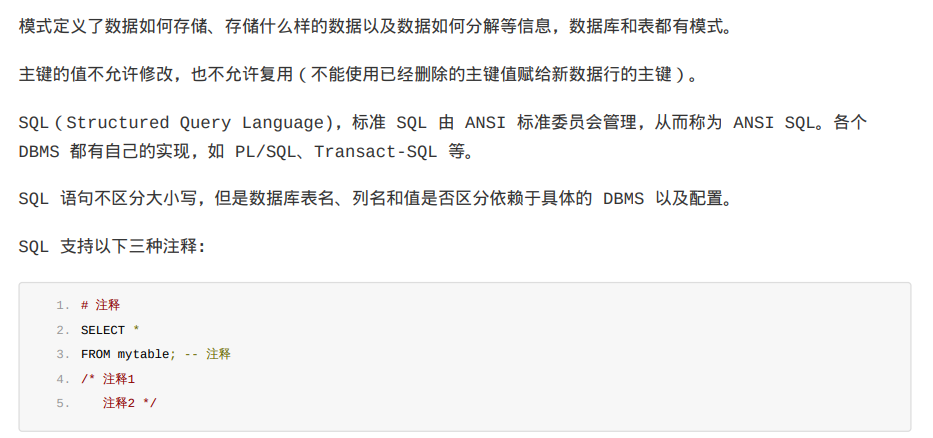 模式定义了数据如何存储、存储什么样的数据以及数据如何分解等信息，数据库和表都有模式。
主键的值不允许修改，也不允许复用（不能使用已经删除的主键值赋给新数据行的主键）。
SQL（Structured Query Language)，标准 SQL 由 ANSI 标准委员会管理，从而称为 ANSI SQL。各个
DBMS 都有自己的实现，如 PL/SQL、Transact-SQL 等。
SQL 语句不区分大小写，但是数据库表名、列名和值是否区分依赖于具体的 DBMS 以及配置。
SQL 支持以下三种注释：
1. # 注释
2. SELECT *
3. FROM mytable; -- 注释
4. /* 注释1
5.    注释2 */